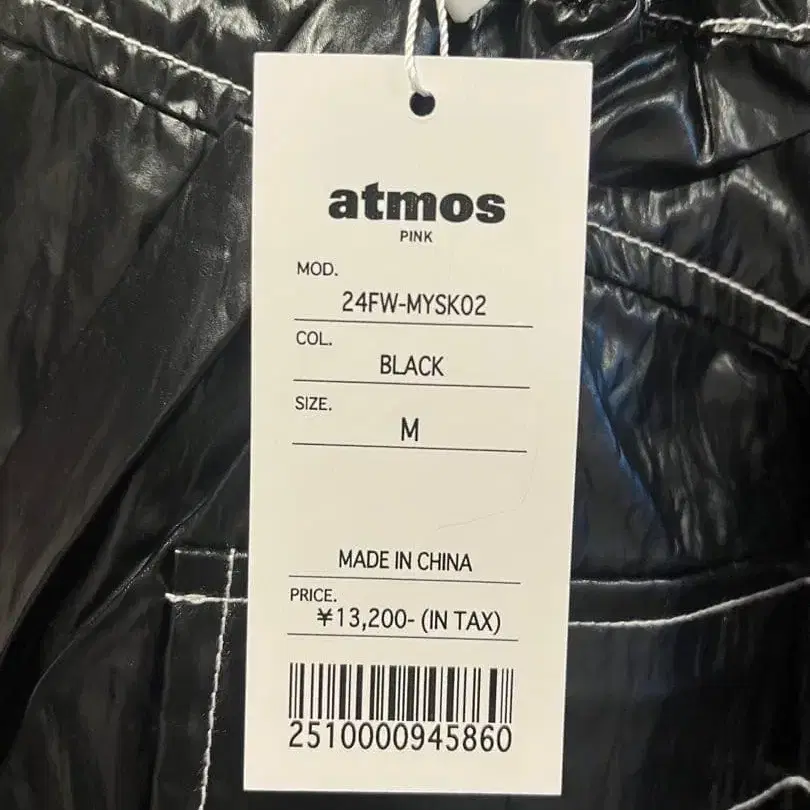 atmos
PINK
MOD.
24FW-MYSK02
COL.
BLACK
SIZE.
M
MADE IN CHINA
PRICE.
¥13,200- (IN TAX)
2510000945860